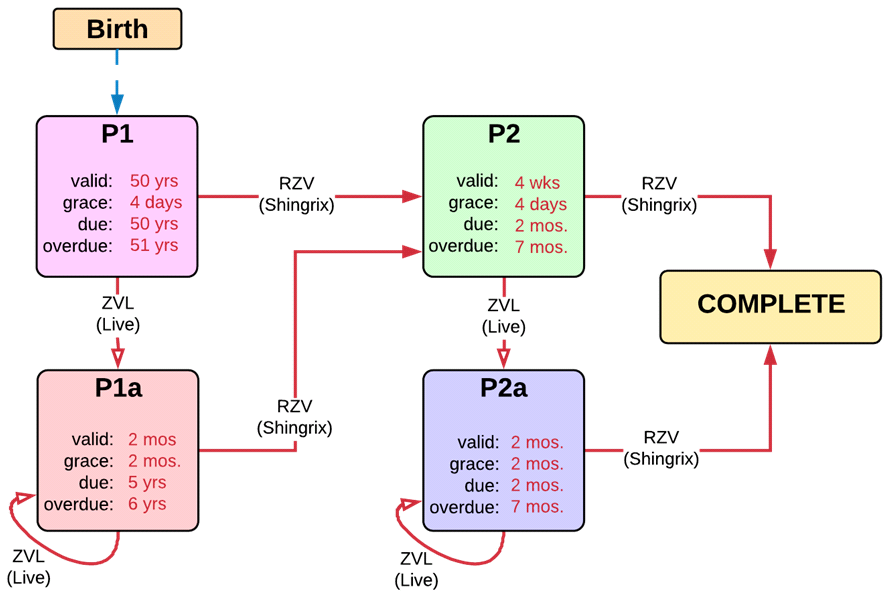 Birth
P1
valid: 50 yrs
grace: 4 days
due: 50 yrs
overdue: 51 yrs
RZV
(Shingrix)
P2
valid: 4 wks
grace: 4 days
due: 2 mos.
overdue: 7 mos.
RZV
(Shingrix)
COMPLETE
ZVL
(Live)
ZVL
(Live)
P1a
valid: 2 mos
grace: 2 mos.
due: 5 yrs
overdue: 6 yrs
RZV
(Shingrix)
P2a
valid: 2 mos.
grace: 2 mos.
due: 2 mos.
overdue: 7 mos.
RZV
(Shingrix)
ZVL
(Live)
ZVL
(Live)